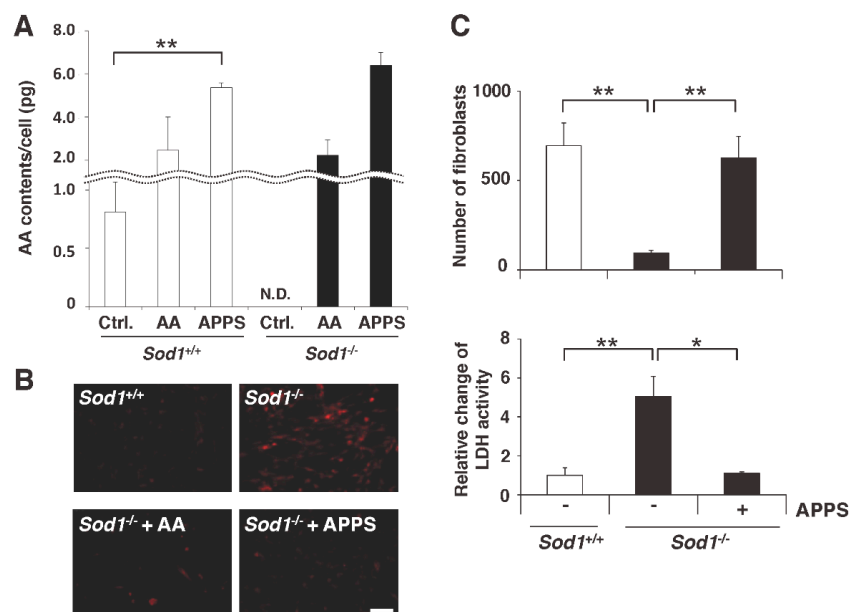 A
8.0
6.0
4.0
2.0
1.0
0.5
0
AA contents/cell (pg)
**
N.D.
Ctrl. AA APPS Ctrl. AA APPS
Sod1+/+ Sod1-/-
B
Sod1+/+ Sod1-/-
Sod1-/- + AA Sod1-/- + APPS
C
1000
500
0
Number of fibroblasts
** **
8
6
4
2
0
Relative change of
LDH activity
** *
- - + APPS
Sod1+/+ Sod1-/-